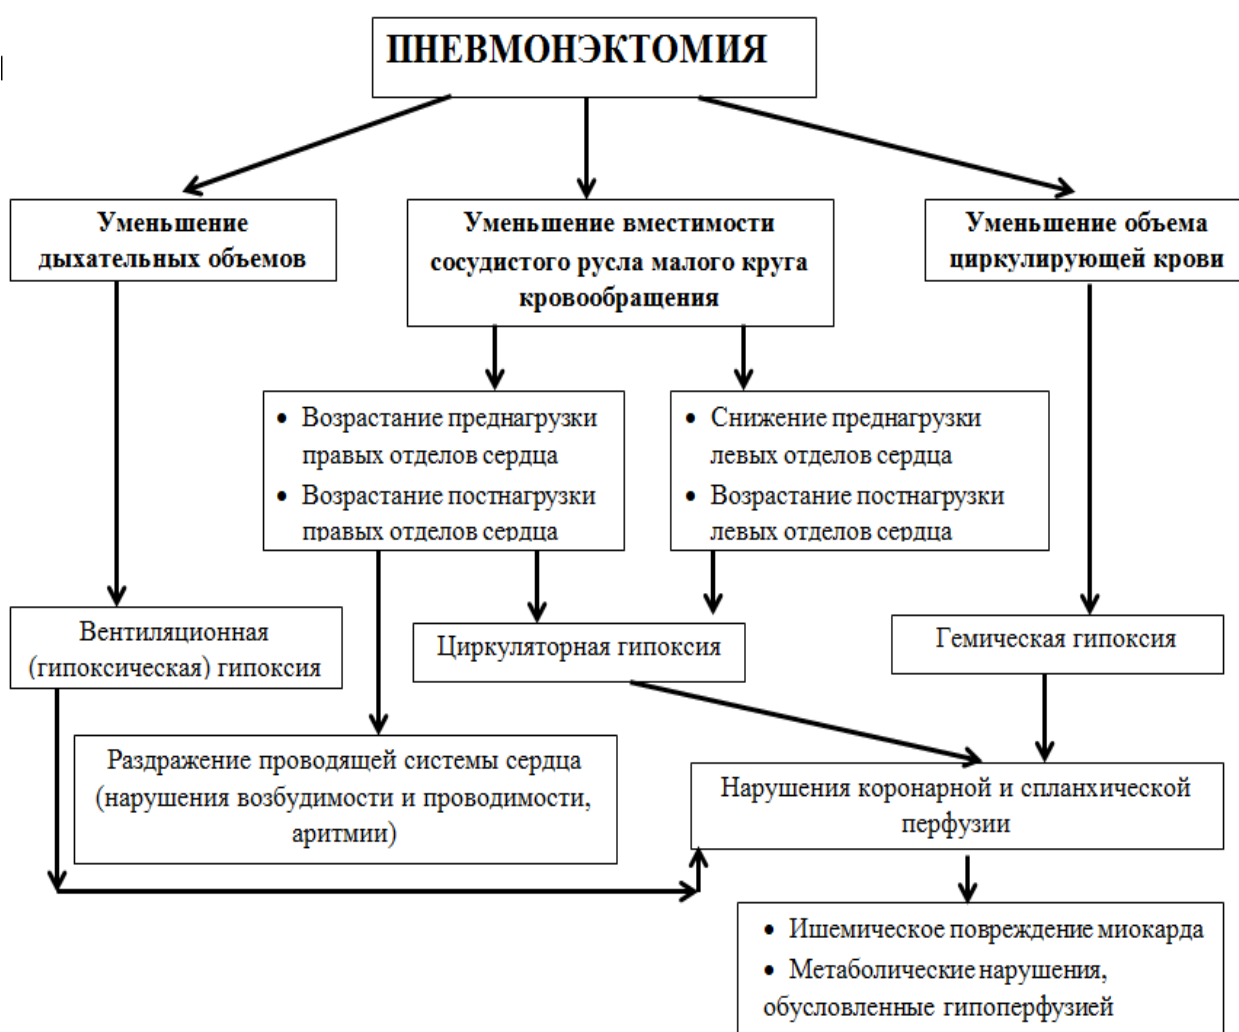 ПНЕВМОНЭКТОМИЯ
Уменьшение
дыхательных объемов
Уменьшение вместимости
сосудистого русла малого круга
кровообращения
Уменьшение объема
циркулирующей крови
• Возрастание преднагрузки
правых отделов сердца
• Возрастание постнагрузки
правых отделов сердца
• Снижение преднагрузки
левых отделов сердца
• Возрастание постнагрузки
левых отделов сердца
Вентиляционная
(гипоксическая) гипоксия
Циркуляторная гипоксия
Гемическая гипоксия
Раздражение проводящей системы сердца
(нарушения возбудимости и проводимости,
аритмии)
Нарушения коронарной и спланхической
перфузии
• Ишемическое повреждение миокарда
• Метаболические нарушения,
обусловленные гипоперфузией